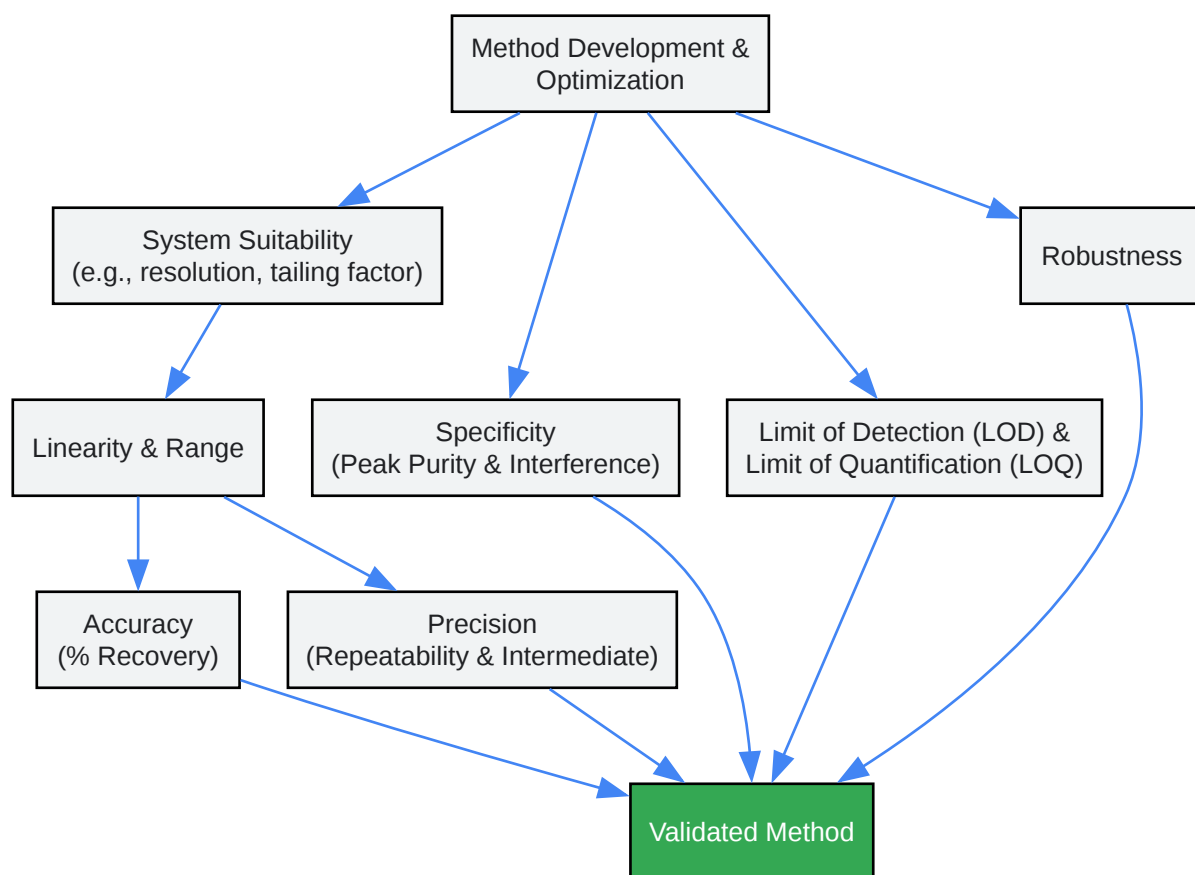 Method Development &
Optimization
System Suitability
(e.g., resolution, tailing factor)
Robustness
Linearity & Range
Specificity
(Peak Purity & Interference)
Limit of Detection (LOD) &
Limit of Quantification (LOQ)
Accuracy
(% Recovery)
Precision
(Repeatability & Intermediate)
Validated Method